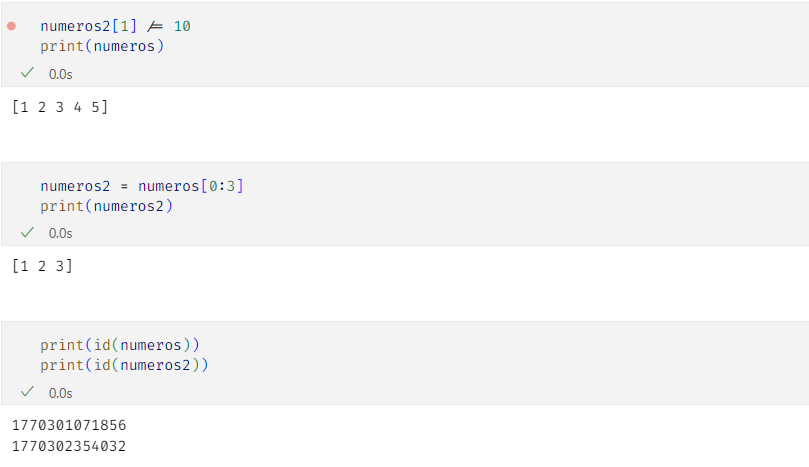 numeros2[1] /= 10
print(numeros)
0.0s
[1 2 3 4 5]
numeros2 = numeros[0:3]
print(numeros2)
0.0s
[1 2 3]
print(id(numeros))
print(id(numeros2))
0.0s
1770301071856
1770302354032